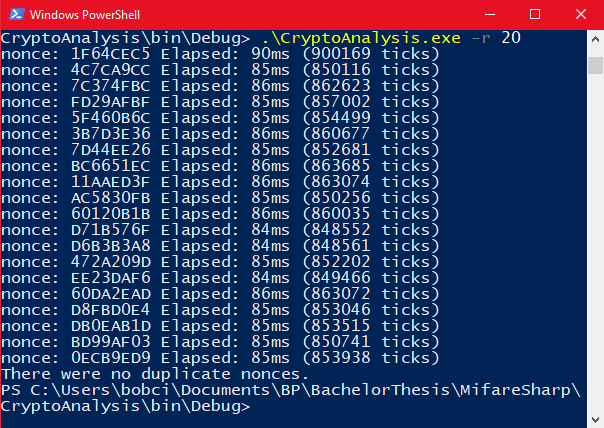 Windows PowerShell
CryptoAnalysis\bin\Debug> .\CryptoAnalysis.exe -r 20
nonce: 1F64CEC5 Elapsed: 90ms (900169 ticks)
nonce: 4C7CA9CC Elapsed: 85ms (850116 ticks)
nonce: 7C374FBC Elapsed: 86ms (862623 ticks)
nonce: FD29AFBF Elapsed: 85ms (857002 ticks)
nonce: 5F460B6C Elapsed: 85ms (854499 ticks)
nonce: 3B7D3E36 Elapsed: 86ms (860677 ticks)
nonce: 7D44EE26 Elapsed: 85ms (852681 ticks)
nonce: BC6651EC Elapsed: 86ms (863685 ticks)
nonce: 11AAED3F Elapsed: 86ms (863074 ticks)
nonce: AC5830FB Elapsed: 85ms (850256 ticks)
nonce: 60120B1B Elapsed: 86ms (860035 ticks)
nonce: D71B576F Elapsed: 84ms (848552 ticks)
nonce: D6B3B3A8 Elapsed: 84ms (848561 ticks)
nonce: 472A209D Elapsed: 85ms (852202 ticks)
nonce: EE23DAF6 Elapsed: 84ms (849466 ticks)
nonce: 60DA2EAD Elapsed: 86ms (863072 ticks)
nonce: D8FBD0E4 Elapsed: 85ms (853046 ticks)
nonce: DB0EAB1D Elapsed: 85ms (853515 ticks)
nonce: BD99AF03 Elapsed: 85ms (850741 ticks)
nonce: 0ECB9ED9 Elapsed: 85ms (853938 ticks)
There were no duplicate nonces.
PS C:\Users\bobci\Documents\BP\BachelorThesis\MifareSharp\
CryptoAnalysis\bin\Debug>